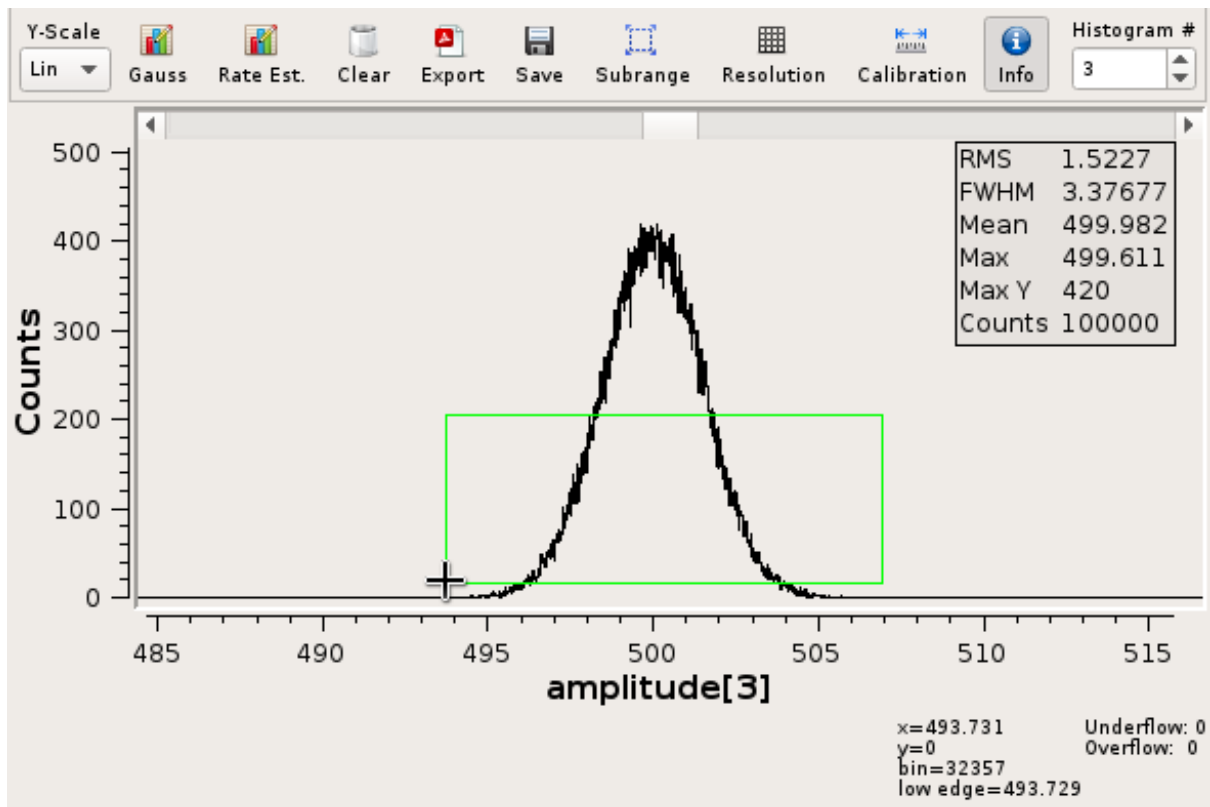 Y-Scale
Lin
Gauss
Rate Est.
Clear
Export
Save
Subrange
Resolution
Calibration
Info
Histogram #
3
RMS 1.5227
FWHM 3.37677
Mean 499.982
Max 499.611
Max Y 420
Counts 100000
500
400
300
200
100
0
Counts
485 490 495 500 505 510 515
amplitude[3]
x=493.731 Underflow: 0
y=0 Overflow: 0
bin=32357
low edge=493.729